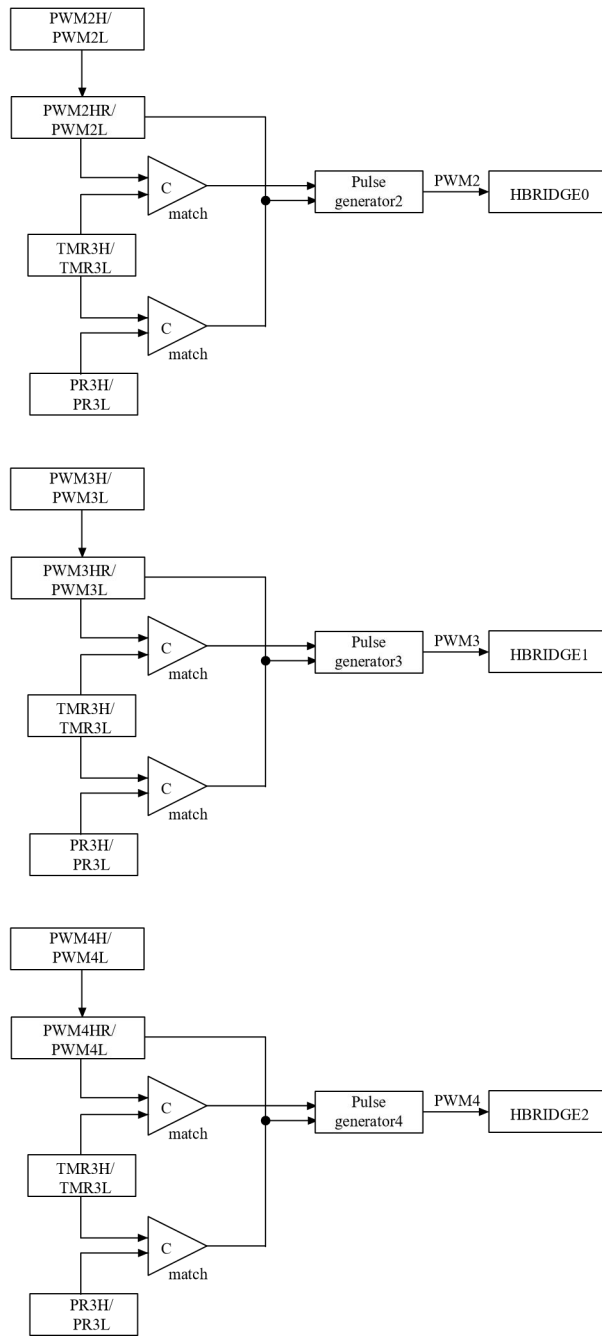 PWM2H/
PWM2L
PWM2HR/
PWM2L
C
match
Pulse
generator2
PWM2
HBRIDGE0
TMR3H/
TMR3L
C
match
PR3H/
PR3L
PWM3H/
PWM3L
PWM3HR/
PWM3L
C
match
Pulse
generator3
PWM3
HBRIDGE1
TMR3H/
TMR3L
C
match
PR3H/
PR3L
PWM4H/
PWM4L
PWM4HR/
PWM4L
C
match
Pulse
generator4
PWM4
HBRIDGE2
TMR3H/
TMR3L
C
match
PR3H/
PR3L